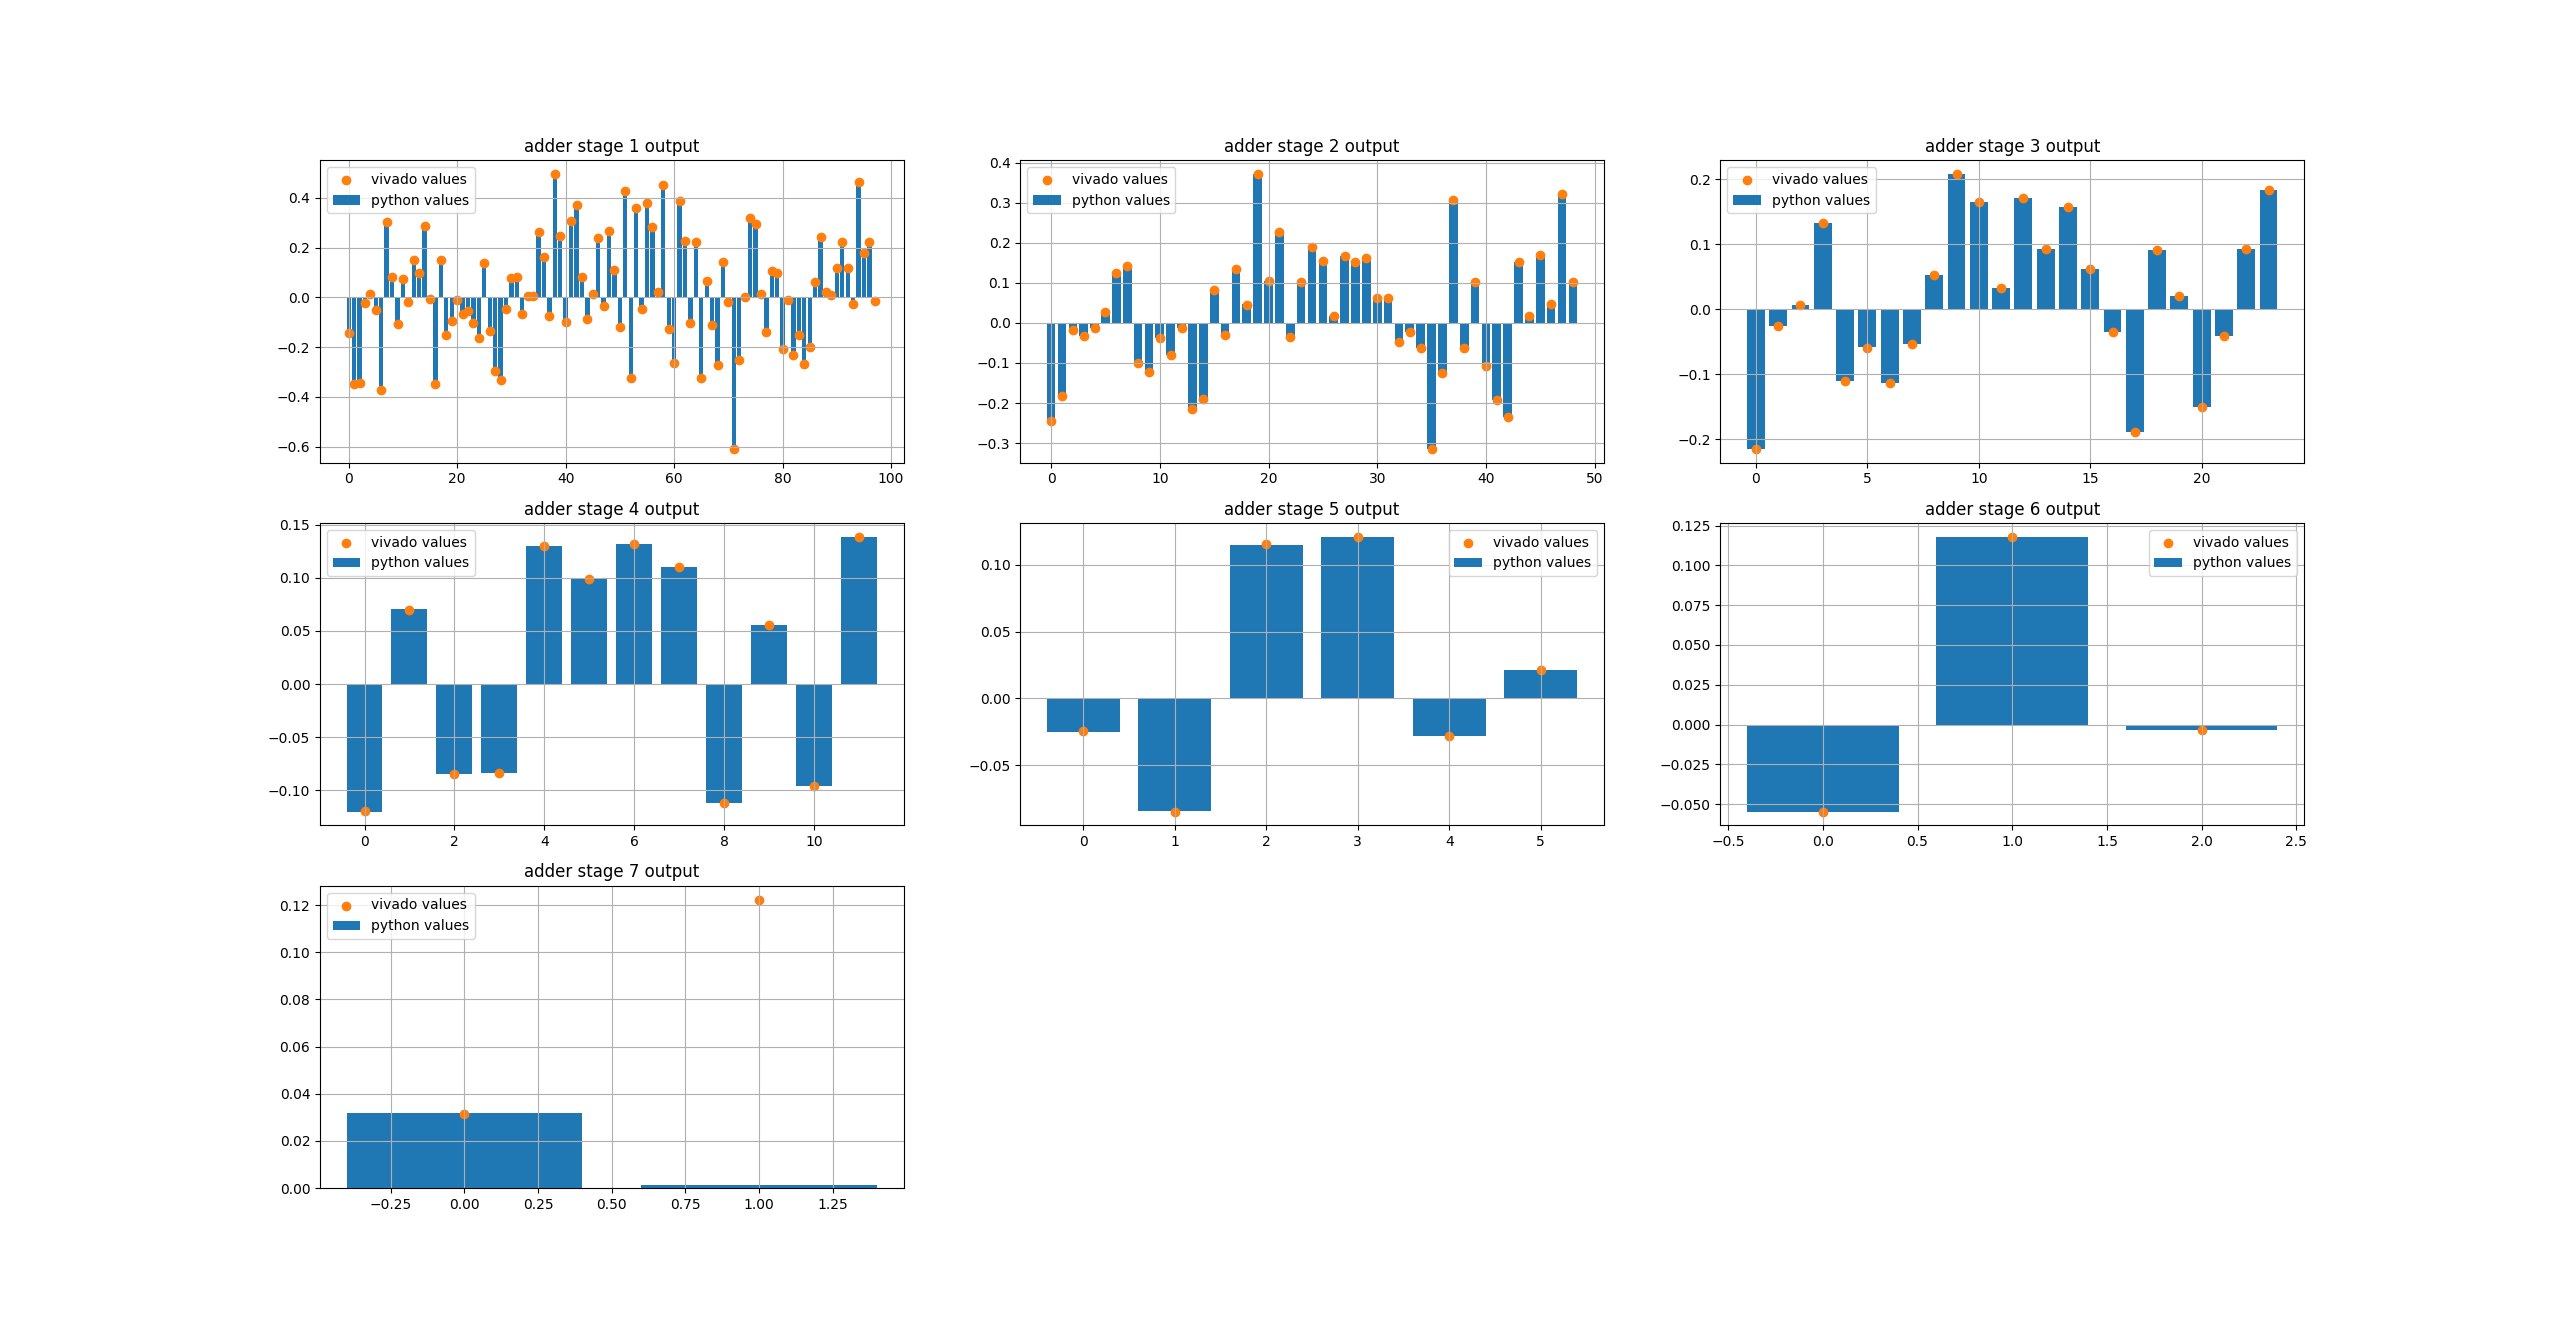 adder stage 1 output
vivado values
python values
0.4
0.2
0.0
−0.2
−0.4
−0.6
0 20 40 60 80 100
adder stage 2 output
vivado values
python values
0.4
0.3
0.2
0.1
0.0
−0.1
−0.2
−0.3
0 10 20 30 40 50
adder stage 3 output
vivado values
python values
0.2
0.1
0.0
−0.1
−0.2
0 5 10 15 20
adder stage 4 output
vivado values
python values
0.15
0.10
0.05
0.00
−0.05
−0.10
0 2 4 6 8 10
adder stage 5 output
vivado values
python values
0.10
0.05
0.00
−0.05
0 1 2 3 4 5
adder stage 6 output
vivado values
python values
0.125
0.100
0.075
0.050
0.025
0.000
−0.025
−0.050
−0.5 0.0 0.5 1.0 1.5 2.0 2.5
adder stage 7 output
vivado values
python values
0.12
0.10
0.08
0.06
0.04
0.02
0.00
−0.25 0.00 0.25 0.50 0.75 1.00 1.25